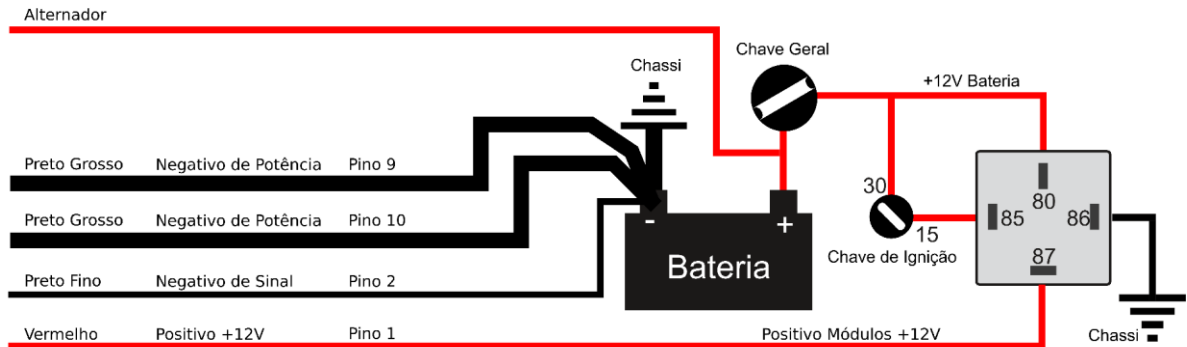 Alternador
Chave Geral
Chassi
+12V Bateria
Preto Grosso Negativo de Potência Pino 9
Preto Grosso Negativo de Potência Pino 10
30
80
85 86
15
- +
Chave de Ignição
87
Bateria
Preto Fino Negativo de Sinal Pino 2
Vermelho Positivo +12V Pino 1 Positivo Módulos +12V Chassi